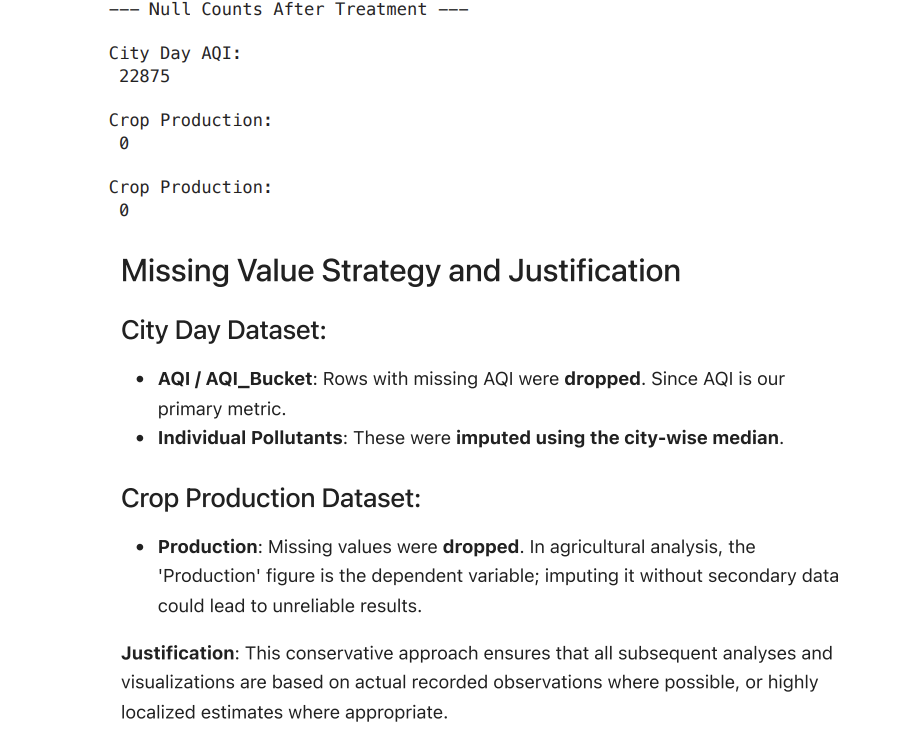 --- Null Counts After Treatment ---
City Day AQI:
22875
Crop Production:
0
Crop Production:
0
Missing Value Strategy and Justification
City Day Dataset:
• AQI / AQI_Bucket: Rows with missing AQI were dropped. Since AQI is our
primary metric.
• Individual Pollutants: These were imputed using the city-wise median.
Crop Production Dataset:
• Production: Missing values were dropped. In agricultural analysis, the
'Production' figure is the dependent variable; imputing it without secondary data
could lead to unreliable results.
Justification: This conservative approach ensures that all subsequent analyses and
visualizations are based on actual recorded observations where possible, or highly
localized estimates where appropriate.